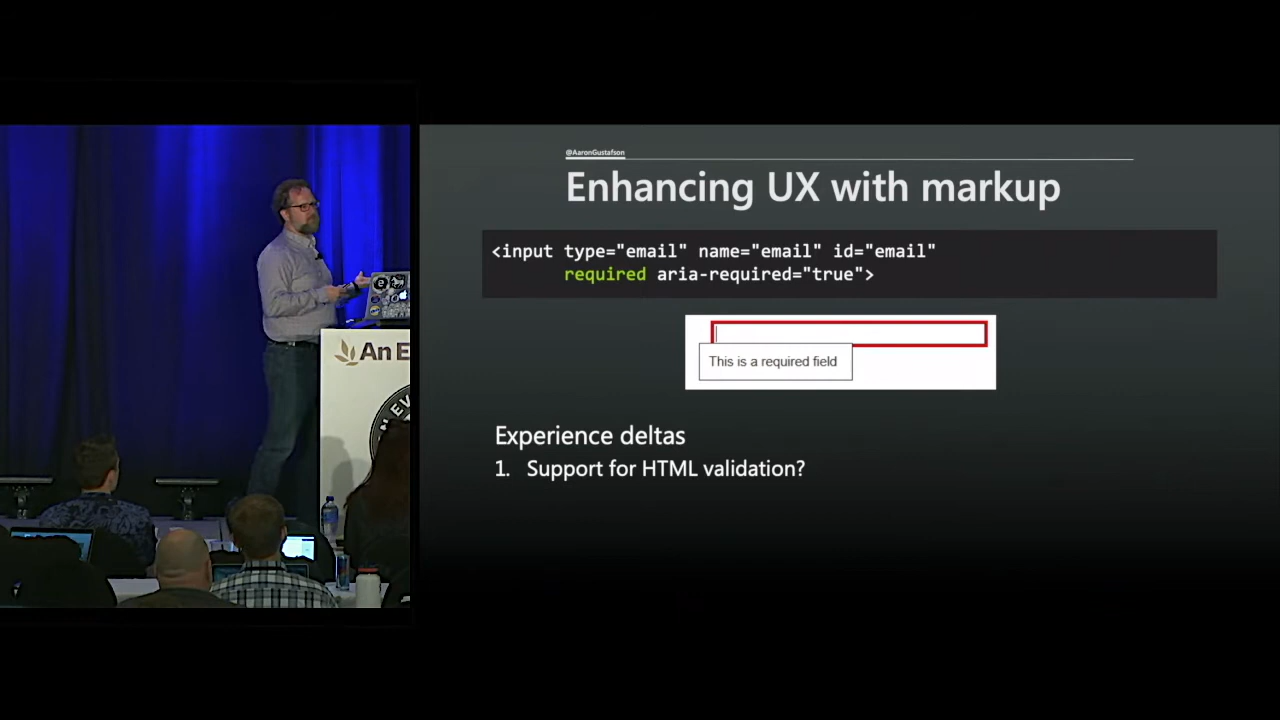 @AaronGustafson
Enhancing UX with markup
<input type="email" name="email" id="email"
required aria-required="true">
This is a required field
Experience deltas
1. Support for HTML validation?
An E
EV